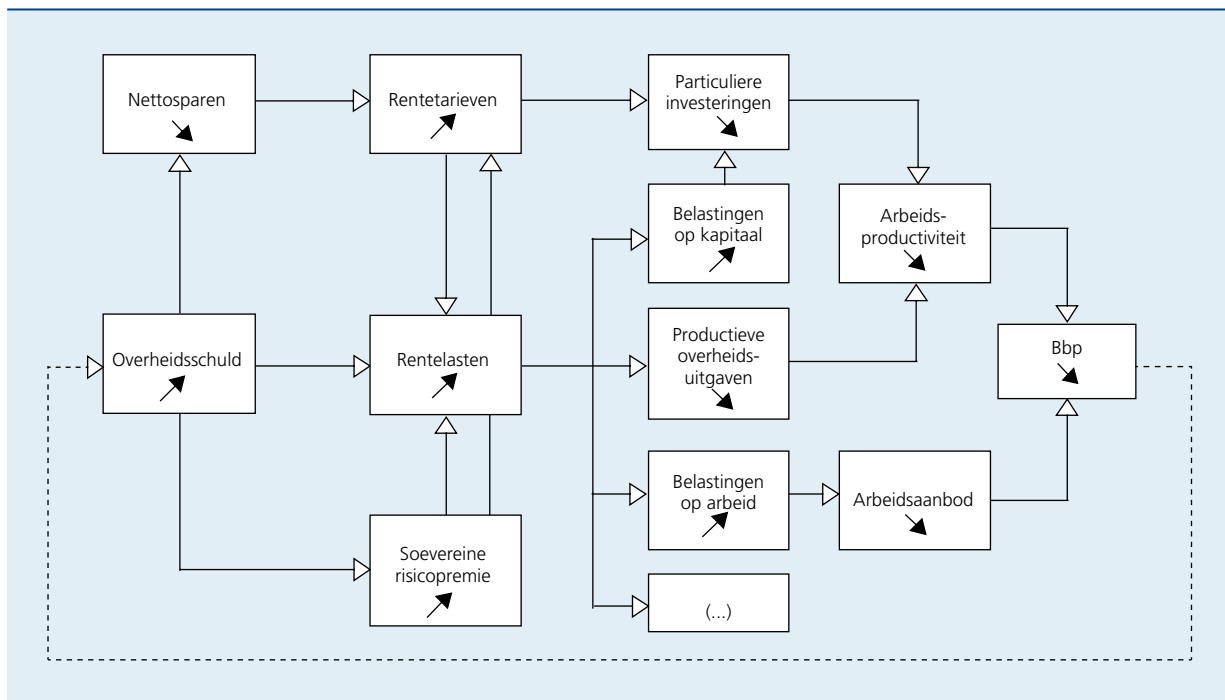 Nettosparen
Rentetarieven
Particuliere
investeringen
Belastingen
op kapitaal
Arbeids-
productiviteit
Overheidsschuld
Rentelasten
Productieve
overheids-
uitgaven
Bbp
Belastingen
op arbeid
Arbeidsaanbod
Soevereine
risicopremie
(...)